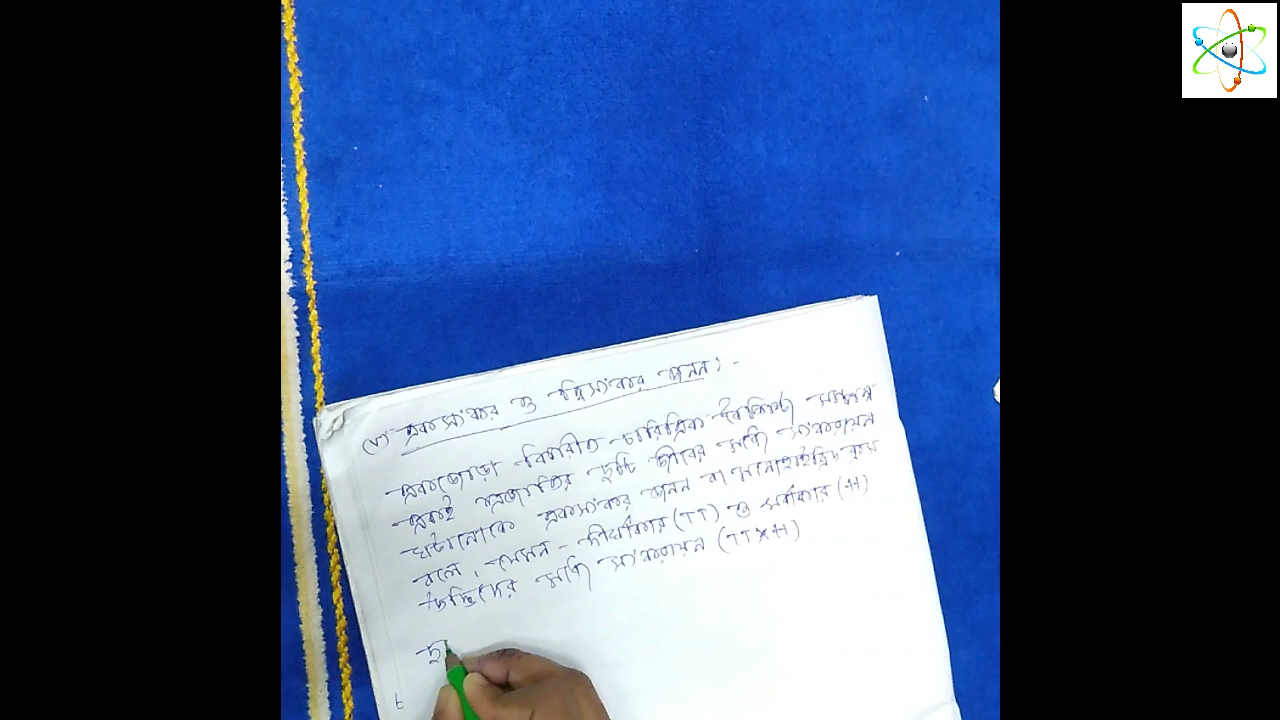 (৮) একসংকর ও দ্বিসংকর জনন:-
একজোড়া বিপরীত চারিত্রিক বৈশিষ্ট্য সম্পন্ন
একই প্রজাতির দুটি জীবের মধ্যে সংকরায়ন
ঘটানোকে একসংকর জনন বা মনোহাইব্রিড ক্রস
বলে। যেমন - দীর্ঘাকার (TT) ও খর্বাকার (tt)
উদ্ভিদের মধ্যে সংকরায়ন (TT×tt)
দু